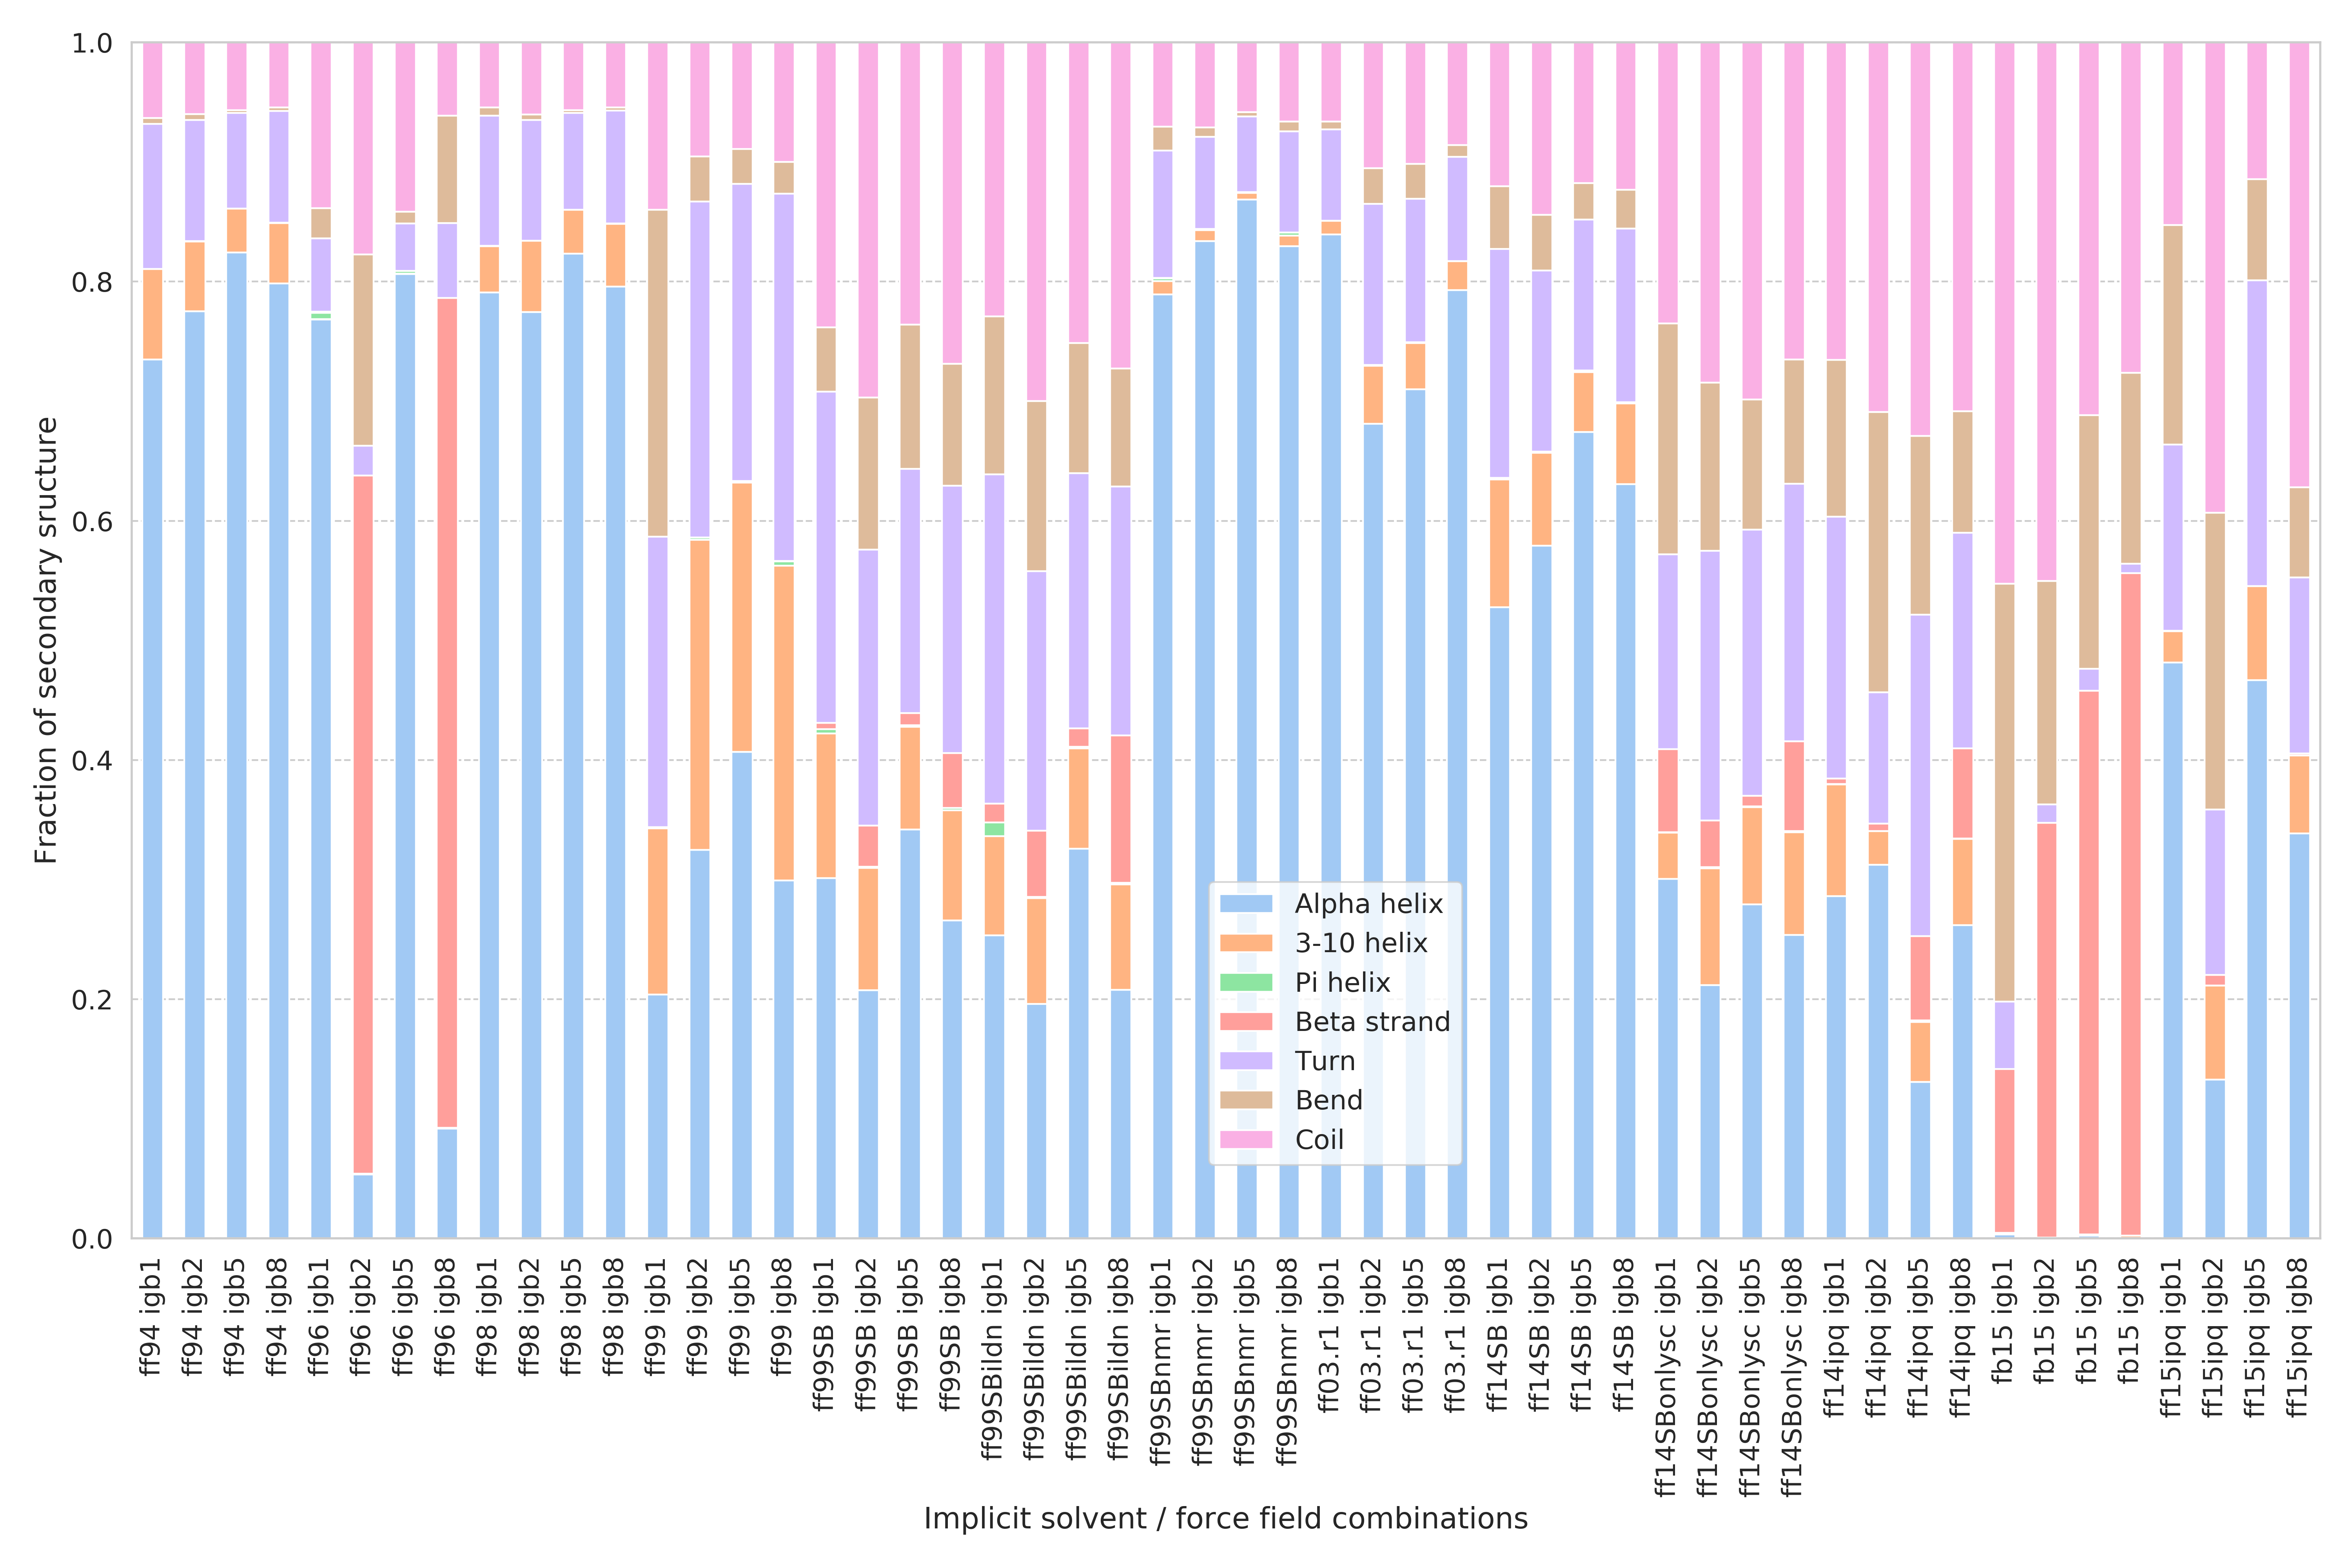 1.0
0.8
0.6
0.4
0.2
0.0
Fraction of secondary sructure
Alpha helix
3-10 helix
Pi helix
Beta strand
Turn
Bend
Coil
ff94 igb1
ff94 igb2
ff94 igb5
ff94 igb8
ff96 igb1
ff96 igb2
ff96 igb5
ff96 igb8
ff98 igb1
ff98 igb2
ff98 igb5
ff98 igb8
ff99 igb1
ff99 igb2
ff99 igb5
ff99 igb8
ff99SB igb1
ff99SB igb2
ff99SB igb5
ff99SB igb8
ff99SBildn igb1
ff99SBildn igb2
ff99SBildn igb5
ff99SBildn igb8
ff99SBnmr igb1
ff99SBnmr igb2
ff99SBnmr igb5
ff99SBnmr igb8
ff03.r1 igb1
ff03.r1 igb2
ff03.r1 igb5
ff03.r1 igb8
ff14SB igb1
ff14SB igb2
ff14SB igb5
ff14SB igb8
ff14SBonlysc igb1
ff14SBonlysc igb2
ff14SBonlysc igb5
ff14SBonlysc igb8
ff14ipq igb1
ff14ipq igb2
ff14ipq igb5
ff14ipq igb8
fb15 igb1
fb15 igb2
fb15 igb5
fb15 igb8
ff15ipq igb1
ff15ipq igb2
ff15ipq igb5
ff15ipq igb8
Implicit solvent / force field combinations